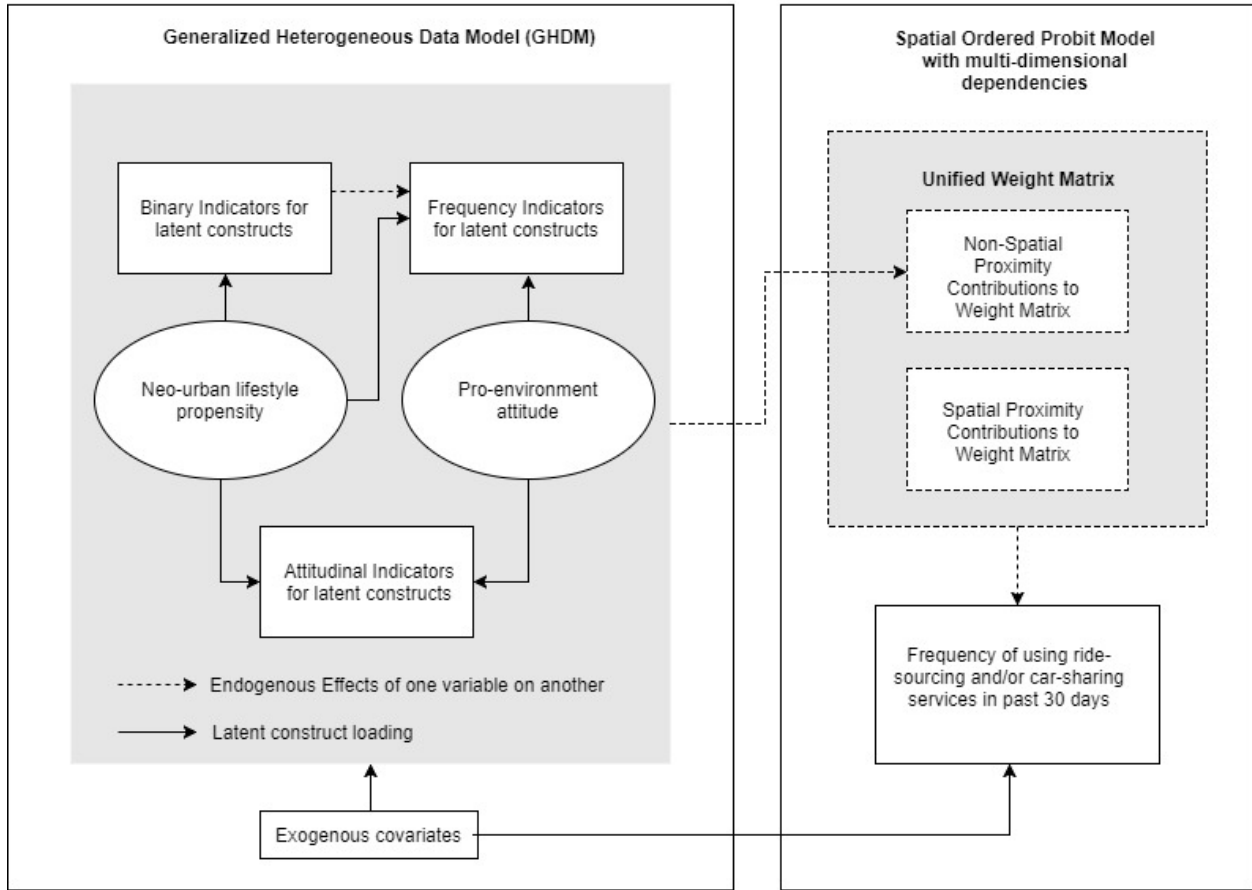 Generalized Heterogeneous Data Model (GHDM)
Binary Indicators for
latent constructs
Frequency Indicators
for latent constructs
Neo-urban lifestyle
propensity
Pro-environment
attitude
Attitudinal Indicators
for latent constructs
Endogenous Effects of one variable on another
Latent construct loading
Exogenous covariates
Spatial Ordered Probit Model
with multi-dimensional
dependencies
Unified Weight Matrix
Non-Spatial
Proximity
Contributions to
Weight Matrix
Spatial Proximity
Contributions to
Weight Matrix
Frequency of using ride-
sourcing and/or car-sharing
services in past 30 days